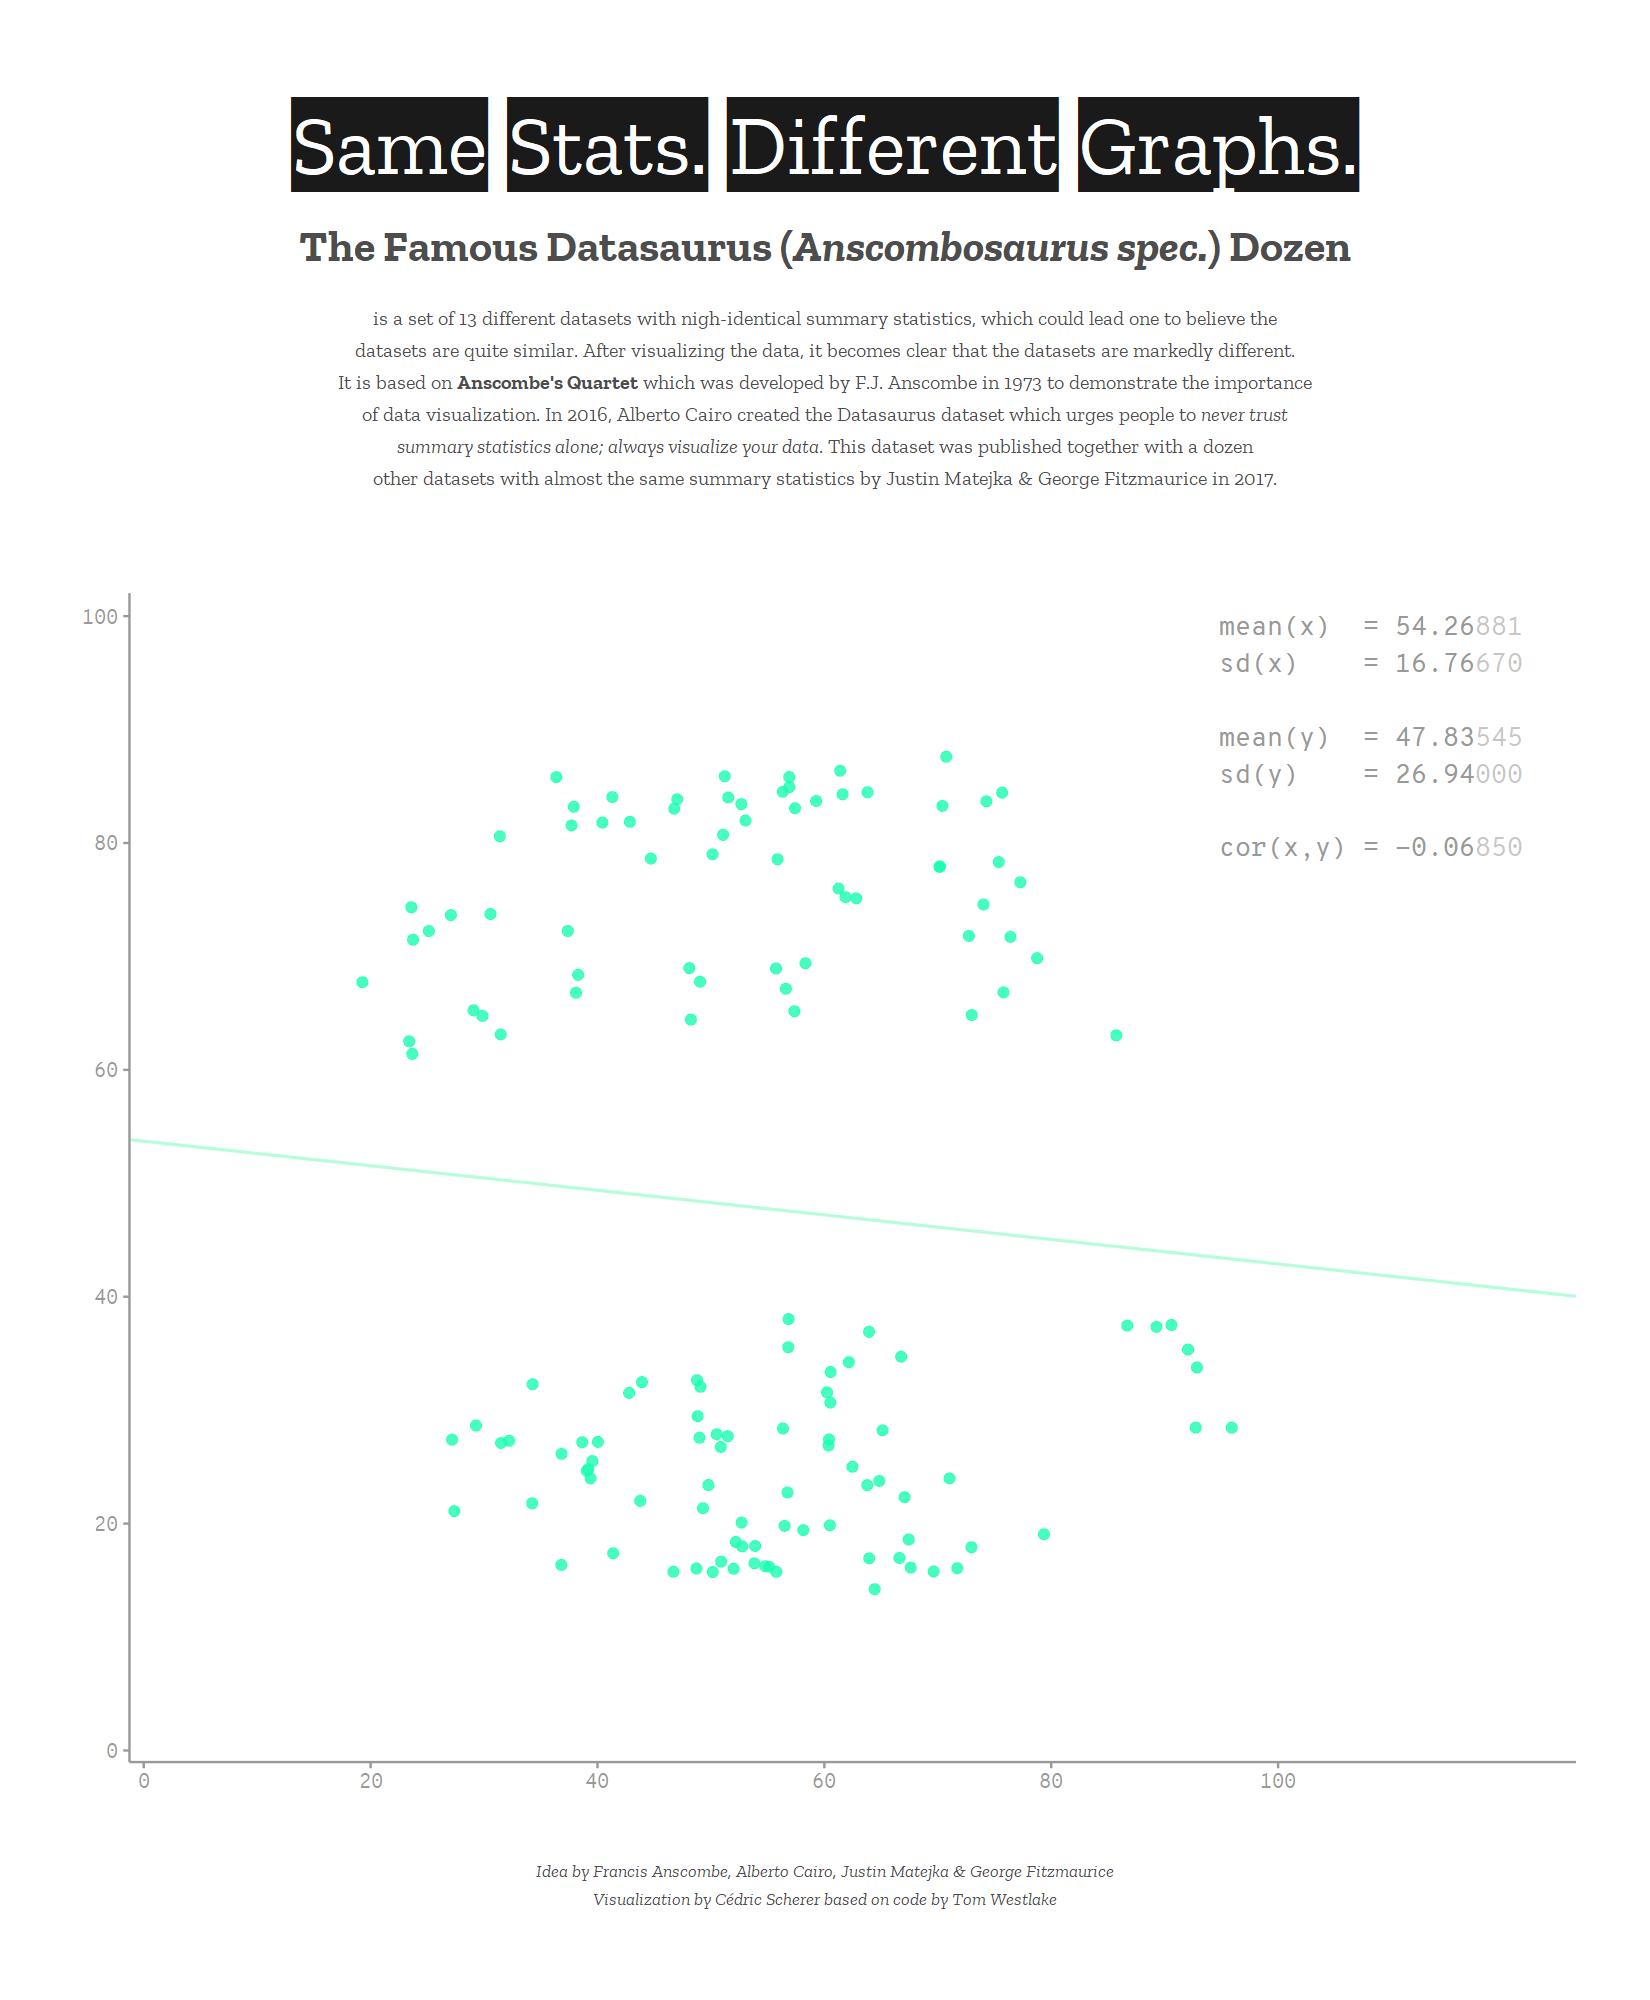 Same Stats. Different Graphs.
The Famous Datasaurus (Anscombosaurus spec.) Dozen
is a set of 13 different datasets with nigh-identical summary statistics, which could lead one to believe the
datasets are quite similar. After visualizing the data, it becomes clear that the datasets are markedly different.
It is based on Anscombe's Quartet which was developed by F.J. Anscombe in 1973 to demonstrate the importance
of data visualization. In 2016, Alberto Cairo created the Datasaurus dataset which urges people to never trust
summary statistics alone; always visualize your data. This dataset was published together with a dozen
other datasets with almost the same summary statistics by Justin Matejka & George Fitzmaurice in 2017.
mean(x) = 54.26881
sd(x) = 16.76670
mean(y) = 47.83545
sd(y) = 26.94000
cor(x,y) = −0.06850
100
80
60
40
20
0
0 20 40 60 80 100
Idea by Francis Anscombe, Alberto Cairo, Justin Matejka & George Fitzmaurice
Visualization by Cédric Scherer based on code by Tom Westlake